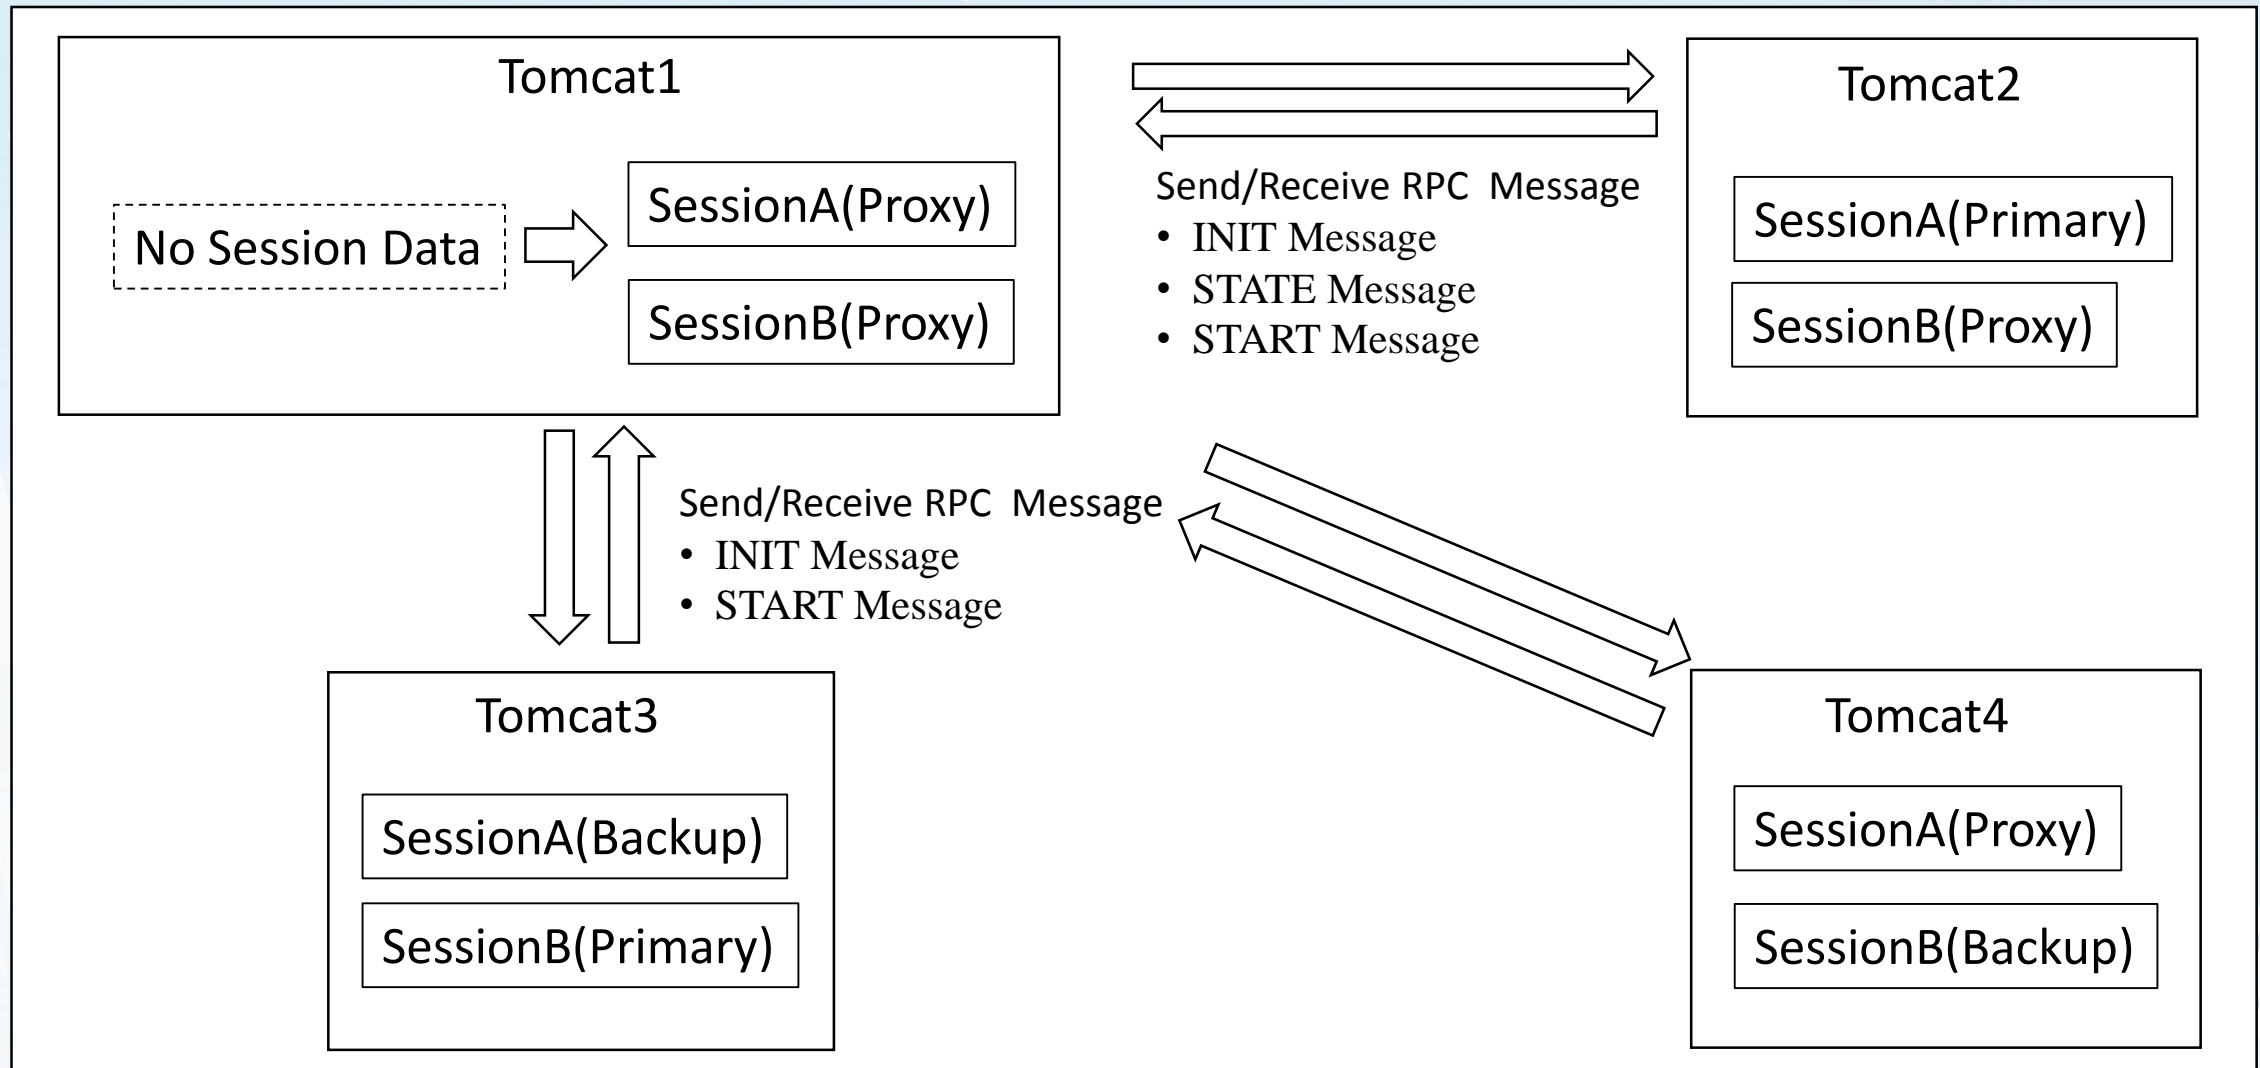 Tomcat1
No Session Data
SessionA(Proxy)
SessionB(Proxy)
Send/Receive RPC  Message
• INIT Message
• STATE Message
• START Message
Tomcat2
SessionA(Primary)
SessionB(Proxy)
Send/Receive RPC  Message
• INIT Message
• START Message
Tomcat3
SessionA(Backup)
SessionB(Primary)
Tomcat4
SessionA(Proxy)
SessionB(Backup)